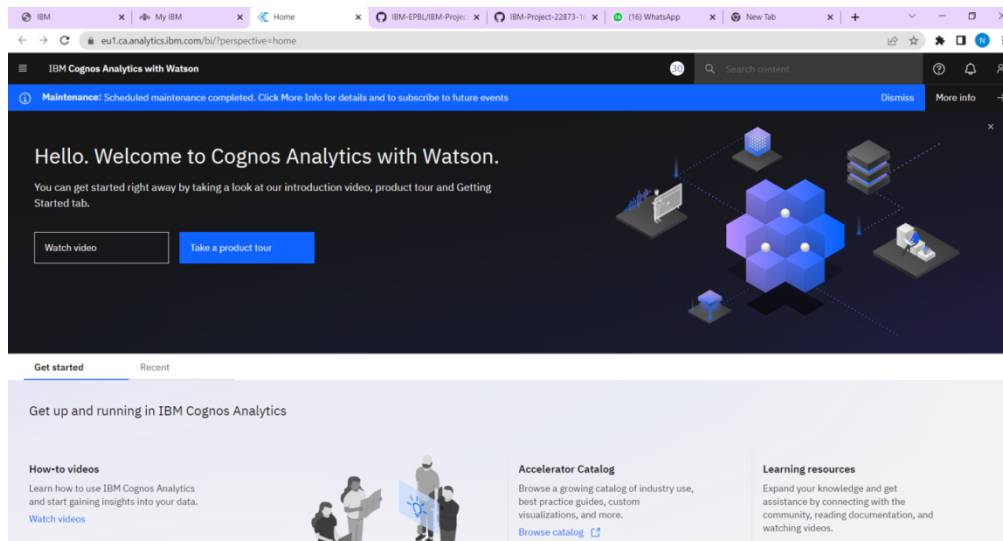 IBM
My IBM
Home
IBM-EPBL/IBM-Projec
IBM-Project-22873-1
(16) WhatsApp
New Tab
eu1.ca.analytics.ibm.com/bi/?perspective=home
N
IBM Cognos Analytics with Watson
30
Search content
Maintenance: Scheduled maintenance completed. Click More Info for details and to subscribe to future events
Dismiss
More info
Hello. Welcome to Cognos Analytics with Watson.
You can get started right away by taking a look at our introduction video, product tour and Getting
Started tab.
Watch video
Take a product tour
Get started
Recent
Get up and running in IBM Cognos Analytics
How-to videos
Learn how to use IBM Cognos Analytics
and start gaining insights into your data.
Watch videos
Accelerator Catalog
Browse a growing catalog of industry use,
best practice guides, custom
visualizations, and more.
Browse catalog
Learning resources
Expand your knowledge and get
assistance by connecting with the
community, reading documentation, and
watching videos.